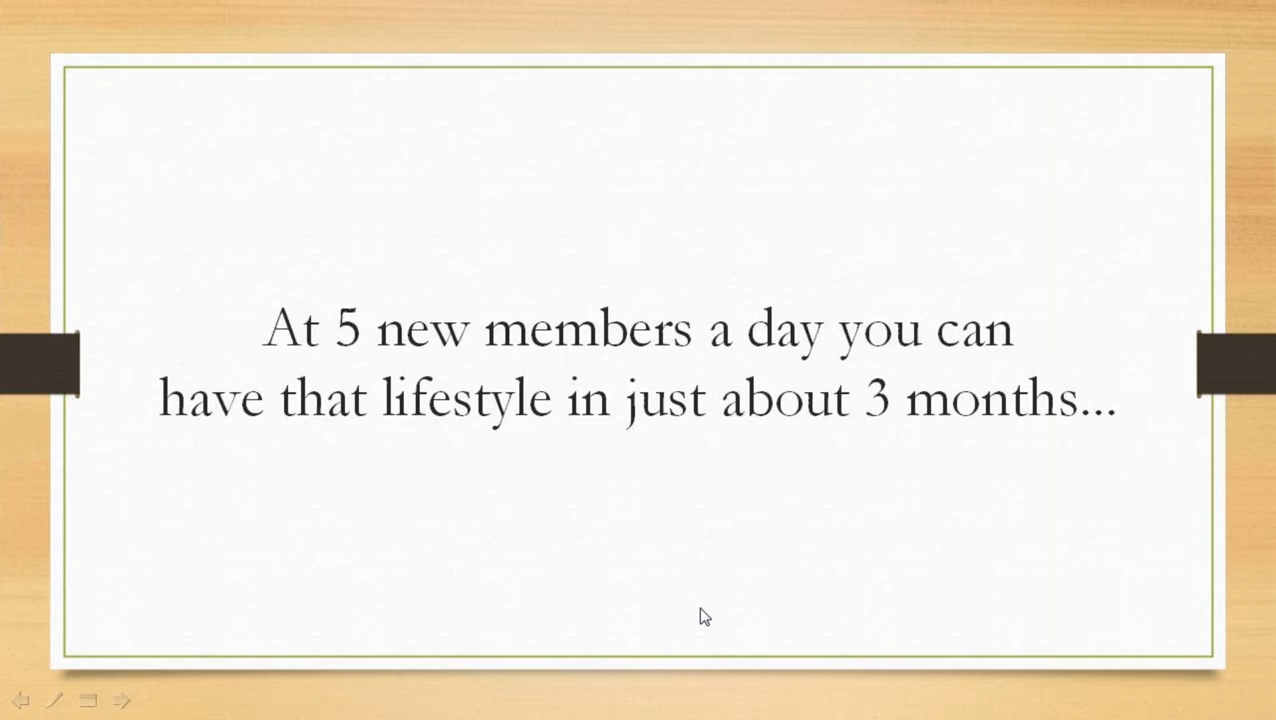 At 5 new members a day you can
have that lifestyle in just about 3 months...